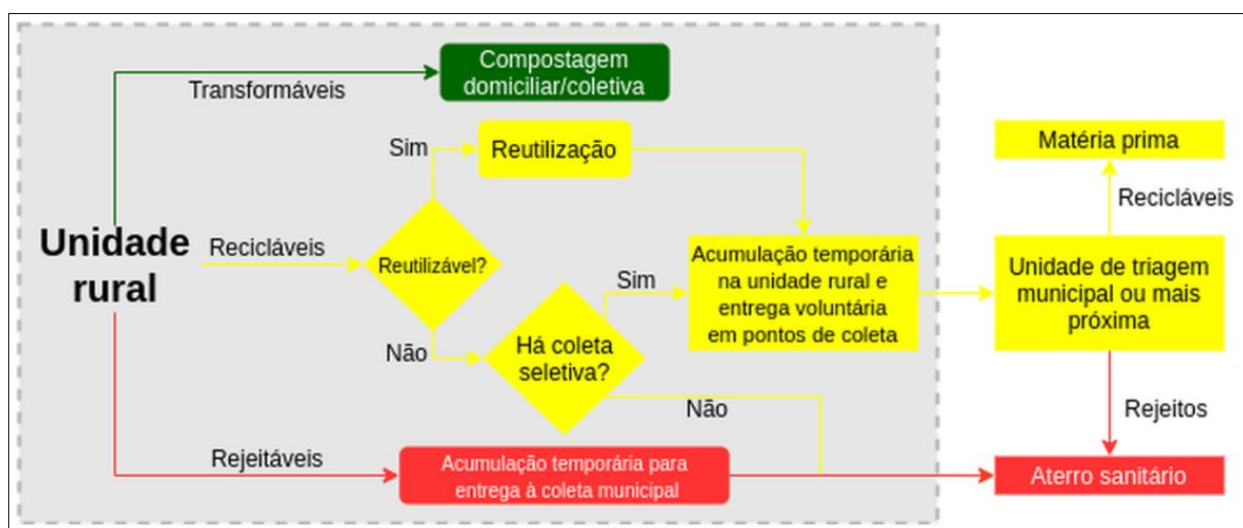 Compostagem
domiciliar/coletiva
Transformáveis
Sim
Reutilização
Matéria prima
Recicláveis
Unidade
rural
Recicláveis
Reutilizável?
Sim
Acumulação temporária
na unidade rural e
entrega voluntária
em pontos de coleta
Unidade de triagem
municipal ou mais
próxima
Não
Há coleta
seletiva?
Não
Rejeitos
Rejeitáveis
Acumulação temporária para
entrega à coleta municipal
Aterro sanitário